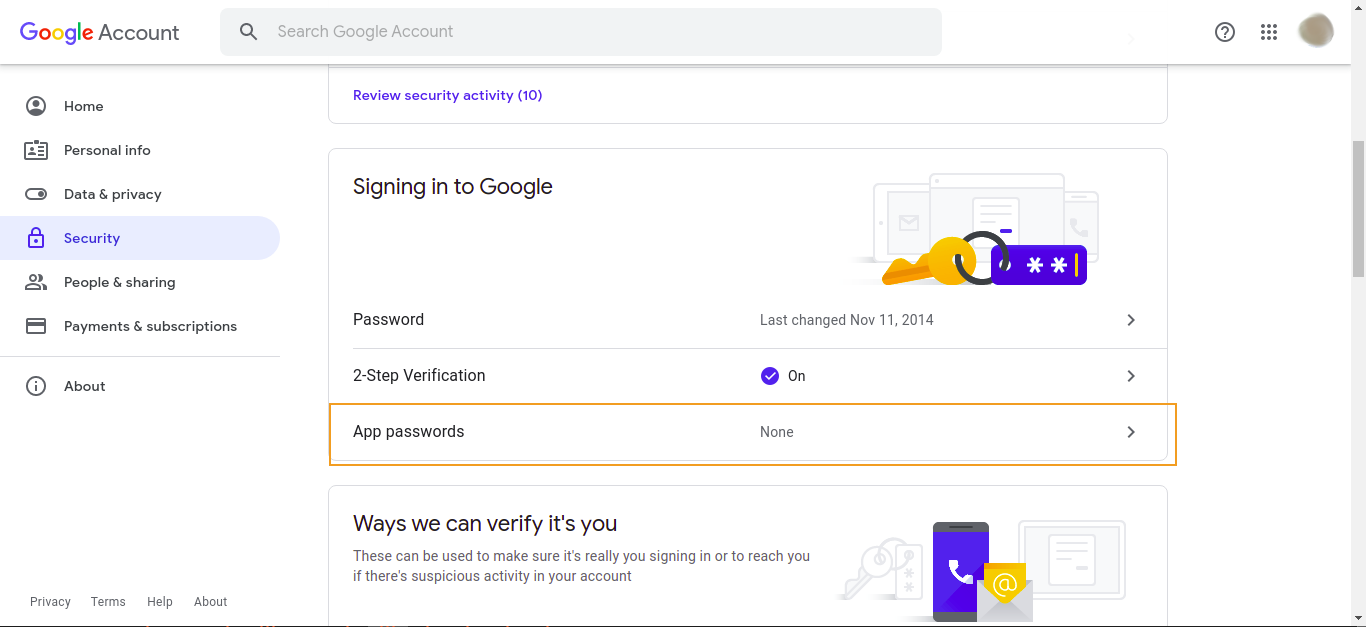 Google Account
Search Google Account
Home
Personal info
Data & privacy
Security
People & sharing
Payments & subscriptions
About
Review security activity (10)
Signing in to Google
* *
Password
Last changed Nov 11, 2014
2-Step Verification
On
App passwords
None
Ways we can verify it's you
These can be used to make sure it's really you signing in or to reach you
if there's suspicious activity in your account
@
Privacy Terms Help About